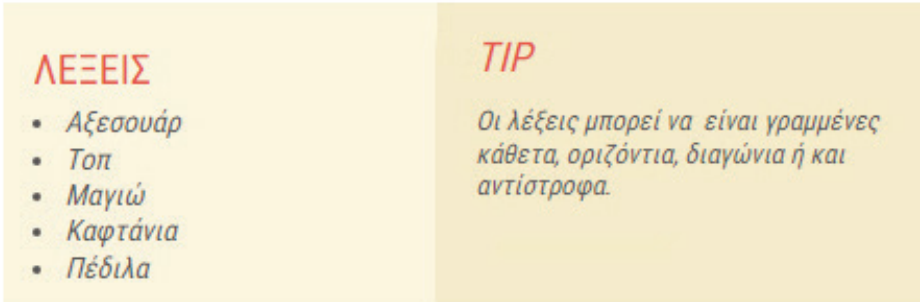 ΛΕΞΕΙΣ
• Αξεσουάρ
• Τοπ
• Μαγιώ
• Καφτάνια
• Πέδιλα
TIP
Οι λέξεις μπορεί να είναι γραμμένες
κάθετα, οριζόντια, διαγώνια ή και
αντίστροφα.